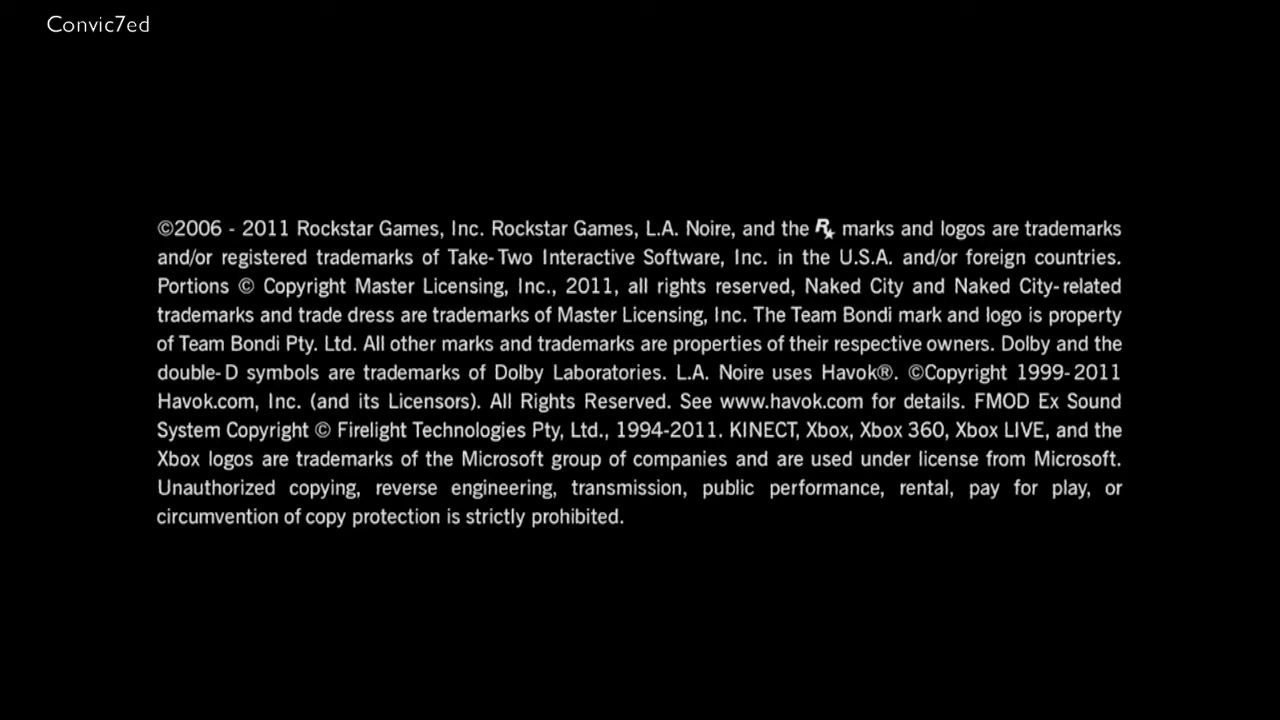 Convic7ed
©2006 - 2011 Rockstar Games, Inc. Rockstar Games, L.A. Noire, and the R★ marks and logos are trademarks
and/or registered trademarks of Take-Two Interactive Software, Inc. in the U.S.A. and/or foreign countries.
Portions © Copyright Master Licensing, Inc., 2011, all rights reserved, Naked City and Naked City-related
trademarks and trade dress are trademarks of Master Licensing, Inc. The Team Bondi mark and logo is property
of Team Bondi Pty. Ltd. All other marks and trademarks are properties of their respective owners. Dolby and the
double-D symbols are trademarks of Dolby Laboratories. L.A. Noire uses Havok®. ©Copyright 1999-2011
Havok.com, Inc. (and its Licensors). All Rights Reserved. See www.havok.com for details. FMOD Ex Sound
System Copyright © Firelight Technologies Pty, Ltd., 1994-2011. KINECT, Xbox, Xbox 360, Xbox LIVE, and the
Xbox logos are trademarks of the Microsoft group of companies and are used under license from Microsoft.
Unauthorized copying, reverse engineering, transmission, public performance, rental, pay for play, or
circumvention of copy protection is strictly prohibited.